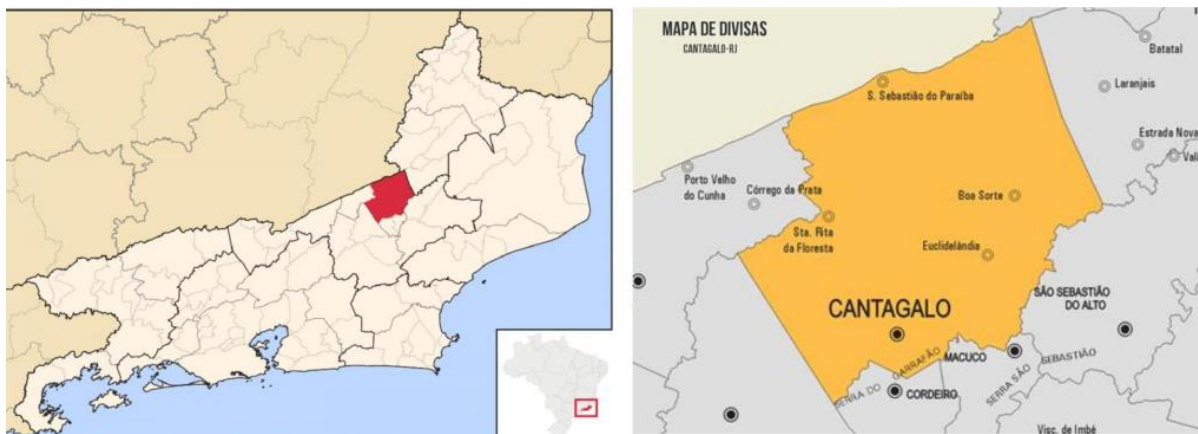 MAPA DE DIVISAS
CANTAGALO-RJ
Batatal
Laranjais
S. Sebastião do Paraíba
Estrada Nova
Val
Porto Velho
do Cunha
Córrego da Prata
Boa Sorte
Sta. Rita
da Floresta
Euclidelândia
SÃO SEBASTIÃO
DO ALTO
CANTAGALO
MACUCO
SERRA DO GARRAFÃO
CORDEIRO
SERRA SÃO SEBASTIÃO
Visc. de Imbé